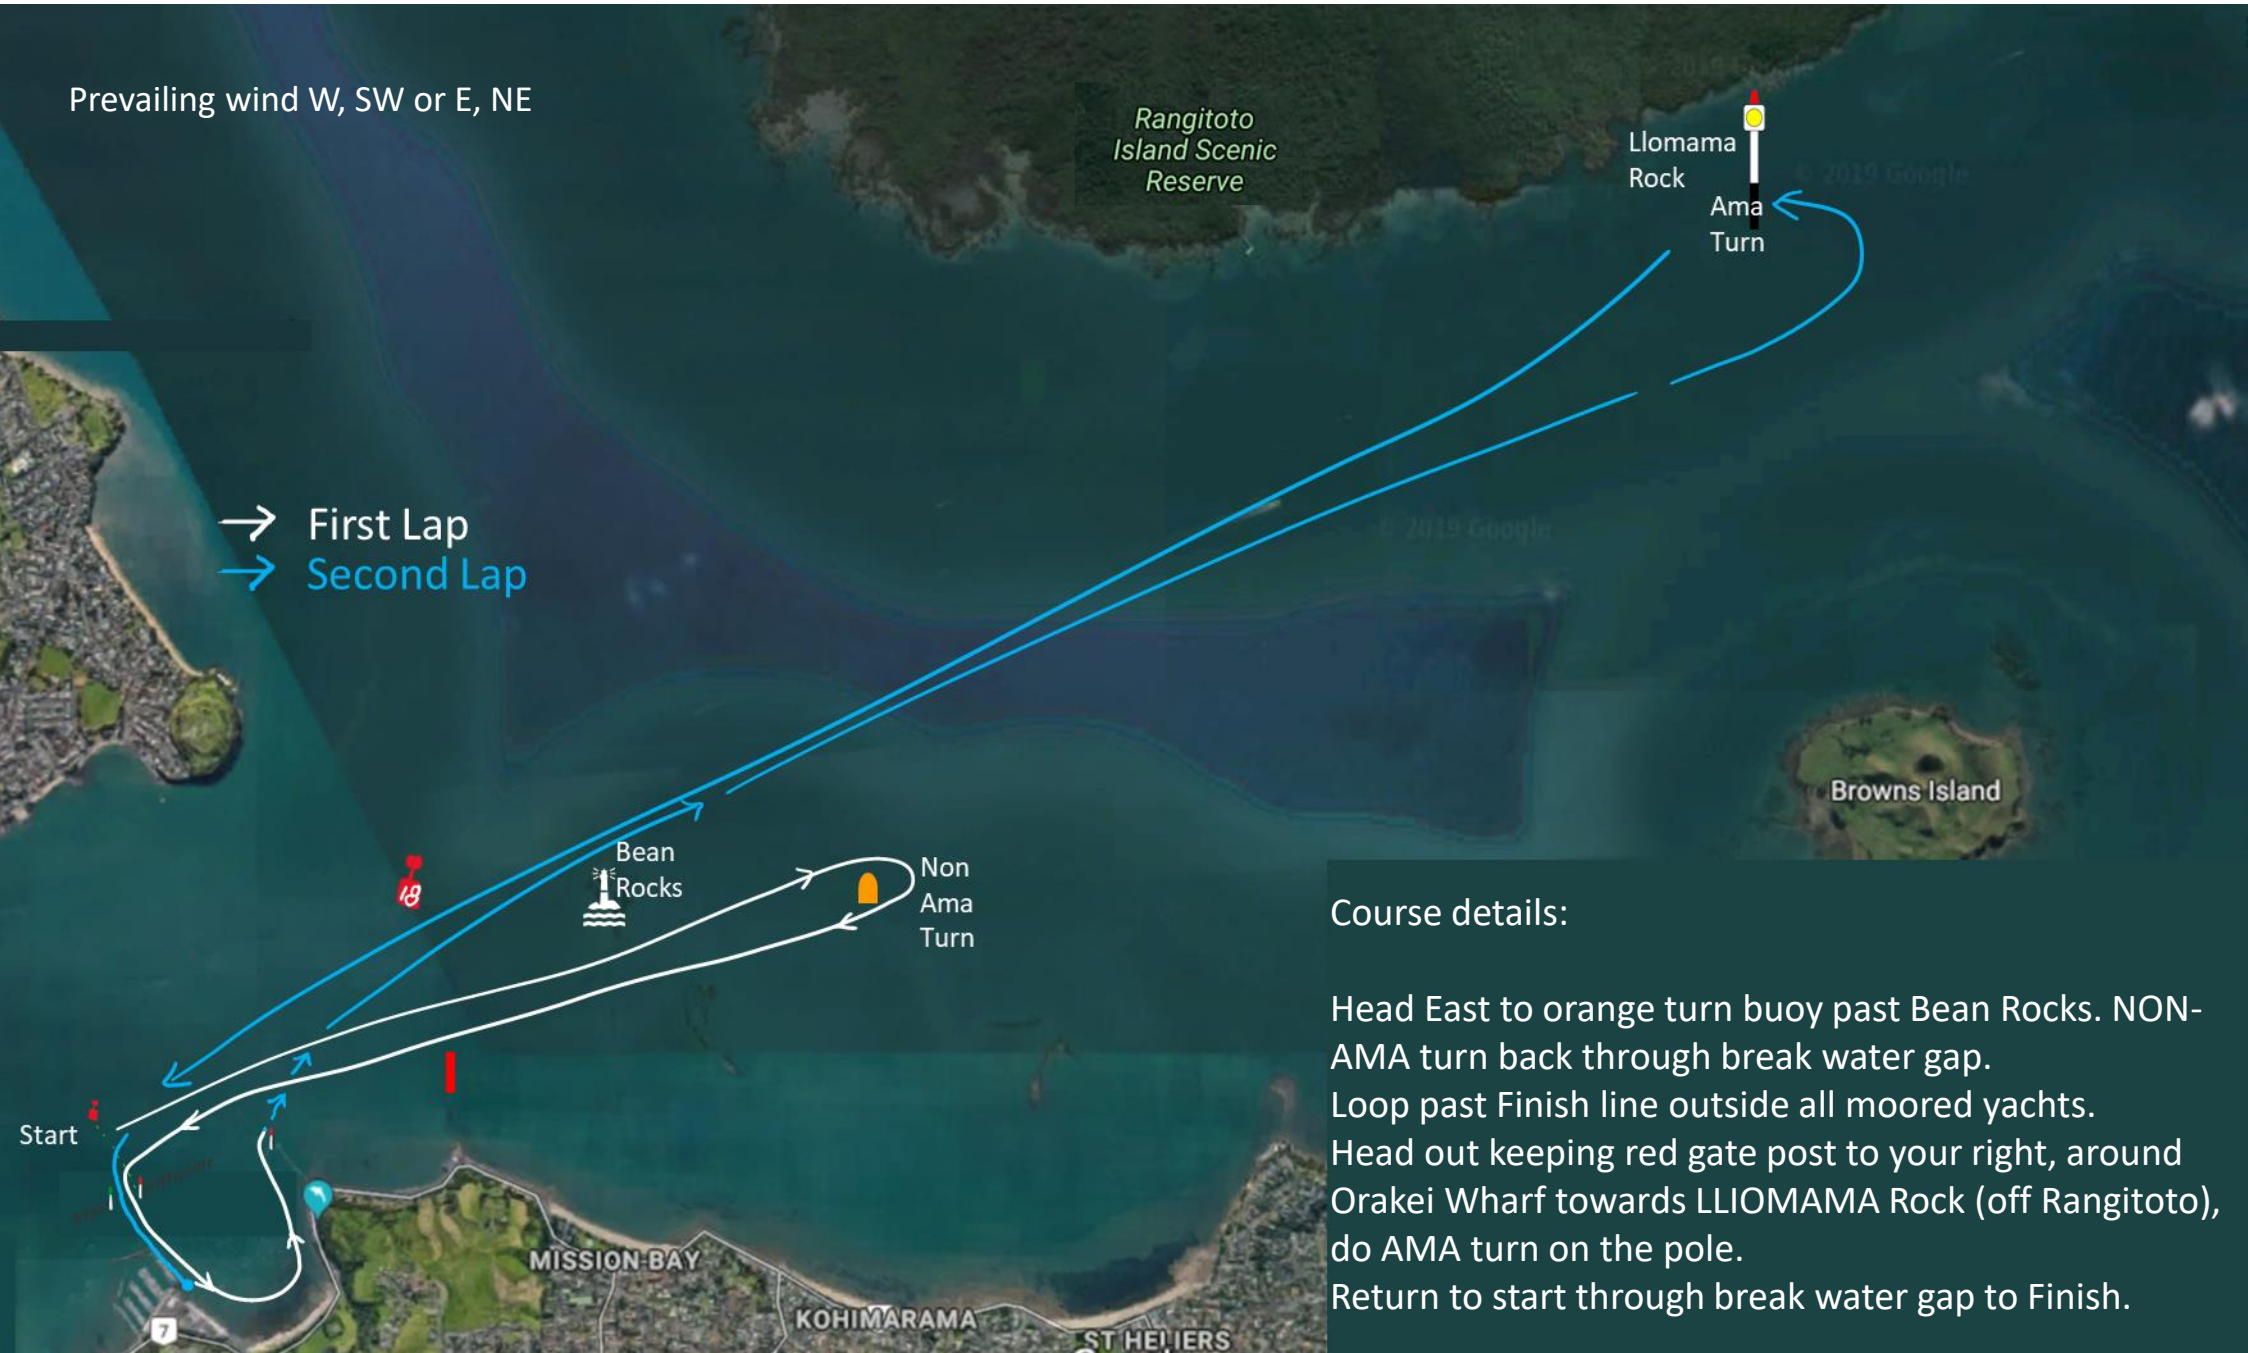 Prevailing wind W, SW or E, NE
Rangitoto
Island Scenic
Reserve
Llomama
Rock
Ama
Turn
© 2019 Google
First Lap
Second Lap
© 2019 Google
Browns Island
Bean
Rocks
18
Non
Ama
Turn
Start
MISSION BAY
KOHIMARAMA
ST HELIERS
7
Course details:
Head East to orange turn buoy past Bean Rocks. NON-
AMA turn back through break water gap.
Loop past Finish line outside all moored yachts.
Head out keeping red gate post to your right, around
Orakei Wharf towards LLIOMAMA Rock (off Rangitoto),
do AMA turn on the pole.
Return to start through break water gap to Finish.